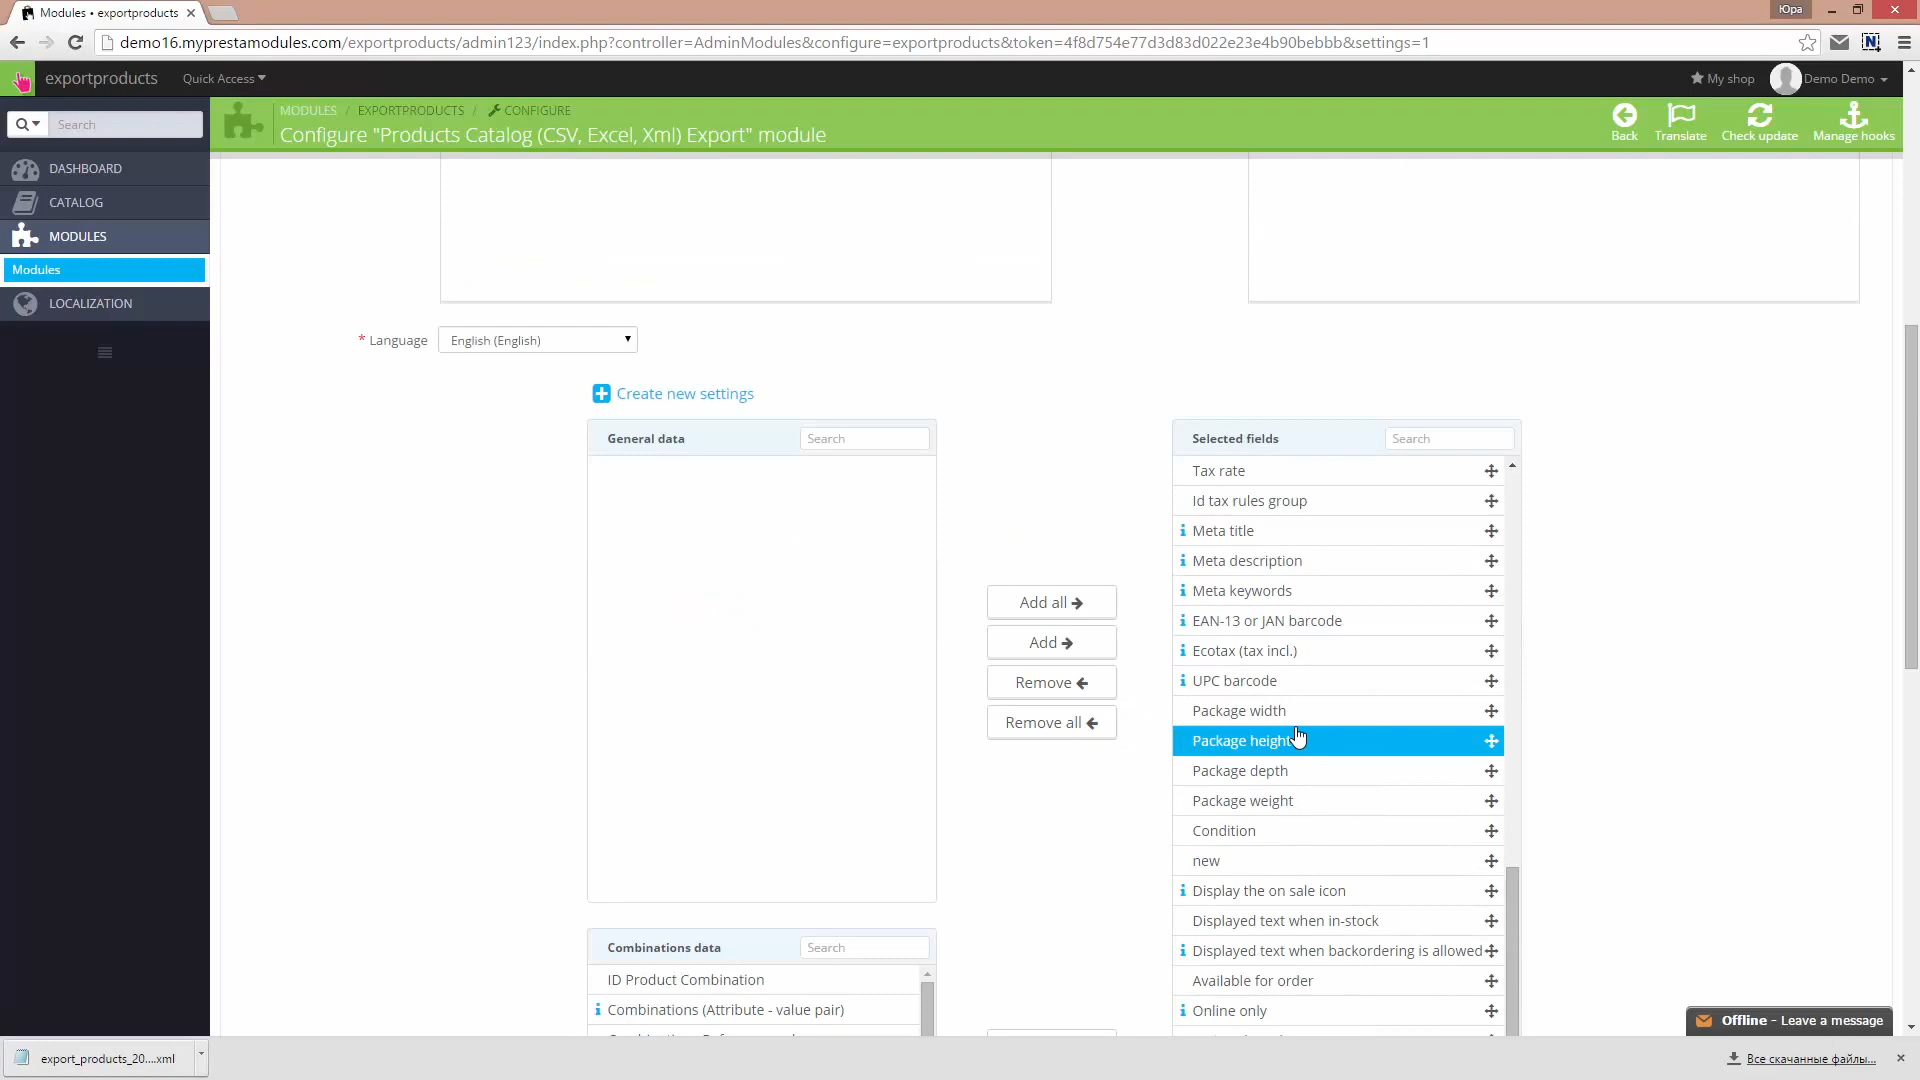 Modules • exportproducts
Юра
demo16.myprestamodules.com/exportproducts/admin123/index.php?controller=AdminModules&configure=exportproducts&token=4f8d754e77d3d83d022e23e4b90bebbb&settings=1
exportproducts
Quick Access
My shop
Demo Demo
Search
MODULES / EXPORTPRODUCTS / CONFIGURE
Configure "Products Catalog (CSV, Excel, Xml) Export" module
Back
Translate
Check update
Manage hooks
DASHBOARD
CATALOG
MODULES
Modules
LOCALIZATION
* Language
English (English)
Create new settings
General data
Search
Add all
Add
Remove
Remove all
Selected fields
Search
Tax rate
Id tax rules group
Meta title
Meta description
Meta keywords
EAN-13 or JAN barcode
Ecotax (tax incl.)
UPC barcode
Package width
Package height
Package depth
Package weight
Condition
new
Display the on sale icon
Displayed text when in-stock
Displayed text when backordering is allowed
Available for order
Online only
Combinations data
Search
ID Product Combination
Combinations (Attribute - value pair)
Offline - Leave a message
export_products_20....xml
Все скачанные файлы...